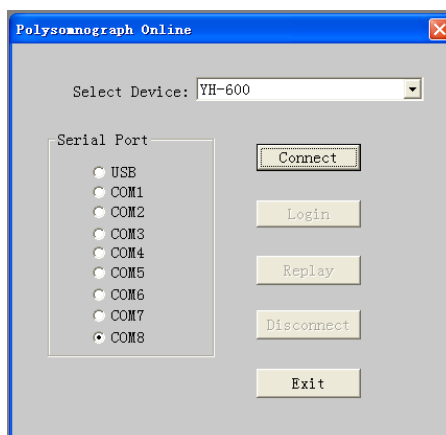 Polysomnograph Online
Select Device: YH-600
Serial Port
USB
COM1
COM2
COM3
COM4
COM5
COM6
COM7
COM8
Connect
Login
Replay
Disconnect
Exit